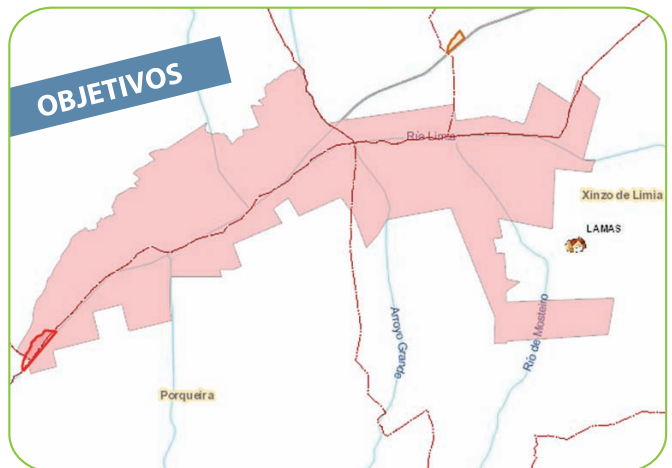 OBJETIVOS
Río Limia
Xinzo de Limia
LAMAS
Arroyo Grande
Río de Mosteiro
Porqueira